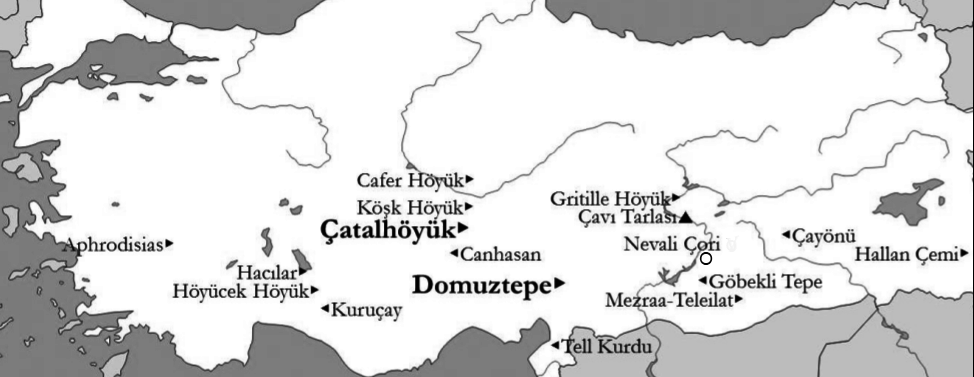 Cafer Höyük
Gritille Höyük
Köşk Höyük
Çavı Tarlası
Çatalhöyük
Çayönü
Aphrodisias
Nevali Çori
Canhasan
Hallan Çemi
Hacılar
Domuztepe
Göbekli Tepe
Höyücek Höyük
Mezraa-Teleilat
Kuruçay
Tell Kurdu